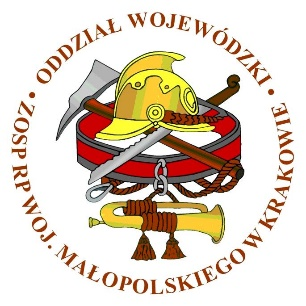 ODDZIAŁ WOJEWÓDZKI •
ZOSP RP WOJ. MAŁOPOLSKIEGO W KRAKOWIE •